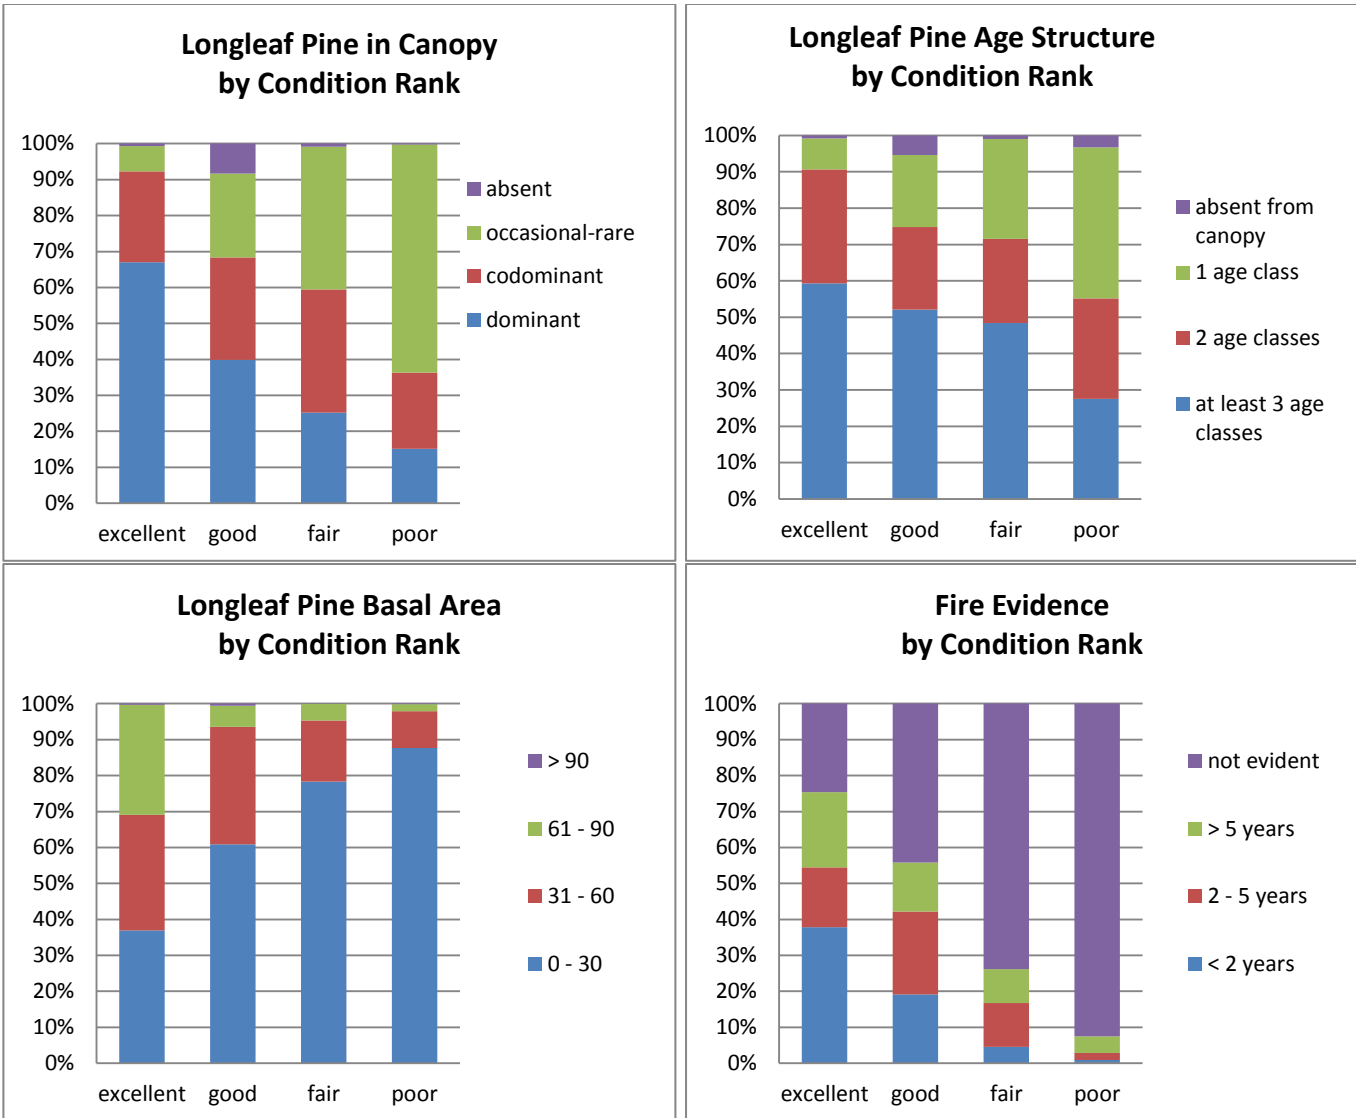 Longleaf Pine in Canopy
by Condition Rank
100%
90%
80%
70%
60%
50%
40%
30%
20%
10%
0%
excellent good fair poor
absent
occasional-rare
codominant
dominant
Longleaf Pine Age Structure
by Condition Rank
100%
90%
80%
70%
60%
50%
40%
30%
20%
10%
0%
excellent good fair poor
absent from
canopy
1 age class
2 age classes
at least 3 age
classes
Longleaf Pine Basal Area
by Condition Rank
100%
90%
80%
70%
60%
50%
40%
30%
20%
10%
0%
excellent good fair poor
> 90
61 - 90
31 - 60
0 - 30
Fire Evidence
by Condition Rank
100%
90%
80%
70%
60%
50%
40%
30%
20%
10%
0%
excellent good fair poor
not evident
> 5 years
2 - 5 years
< 2 years